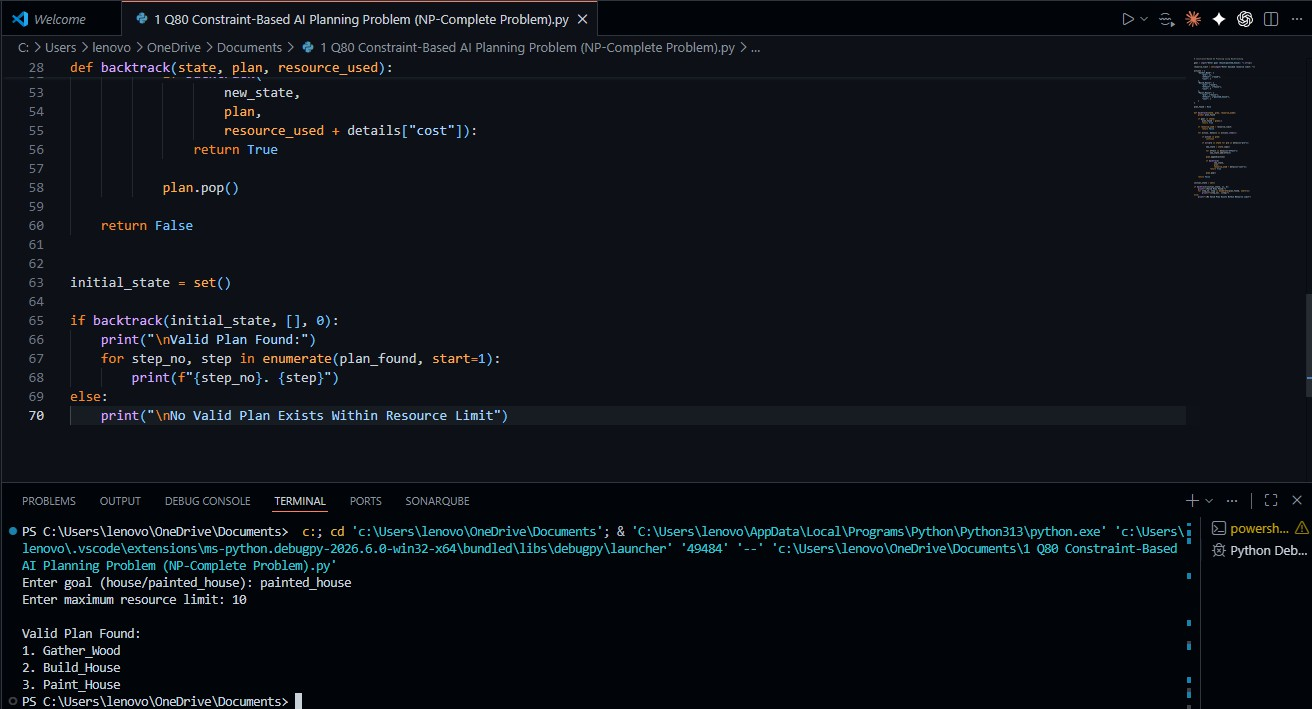 Welcome
1 Q80 Constraint-Based AI Planning Problem (NP-Complete Problem).py
C: > Users > lenovo > OneDrive > Documents > 1 Q80 Constraint-Based AI Planning Problem (NP-Complete Problem).py > ...
28 def backtrack(state, plan, resource_used):
53 new_state,
54 plan,
55 resource_used + details["cost"]):
56 return True
57
58 plan.pop()
59
60 return False
61
62
63 initial_state = set()
64
65 if backtrack(initial_state, [], 0):
66 print("\nValid Plan Found:")
67 for step_no, step in enumerate(plan_found, start=1):
68 print(f"{step_no}. {step}")
69 else:
70 print("\nNo Valid Plan Exists Within Resource Limit")
PROBLEMS OUTPUT DEBUG CONSOLE TERMINAL PORTS SONARQUBE
PS C:\Users\lenovo\OneDrive\Documents> c:; cd 'c:\Users\lenovo\OneDrive\Documents'; & 'C:\Users\lenovo\AppData\Local\Programs\Python\Python313\python.exe' 'c:\Users\
lenovo\.vscode\extensions\ms-python.debugpy-2026.6.0-win32-x64\bundled\libs\debugpy\launcher' '49484' '--' 'c:\Users\lenovo\OneDrive\Documents\1 Q80 Constraint-Based
AI Planning Problem (NP-Complete Problem).py'
Enter goal (house/painted_house): painted_house
Enter maximum resource limit: 10
Valid Plan Found:
1. Gather_Wood
2. Build_House
3. Paint_House
PS C:\Users\lenovo\OneDrive\Documents>
powersh...
Python Deb...